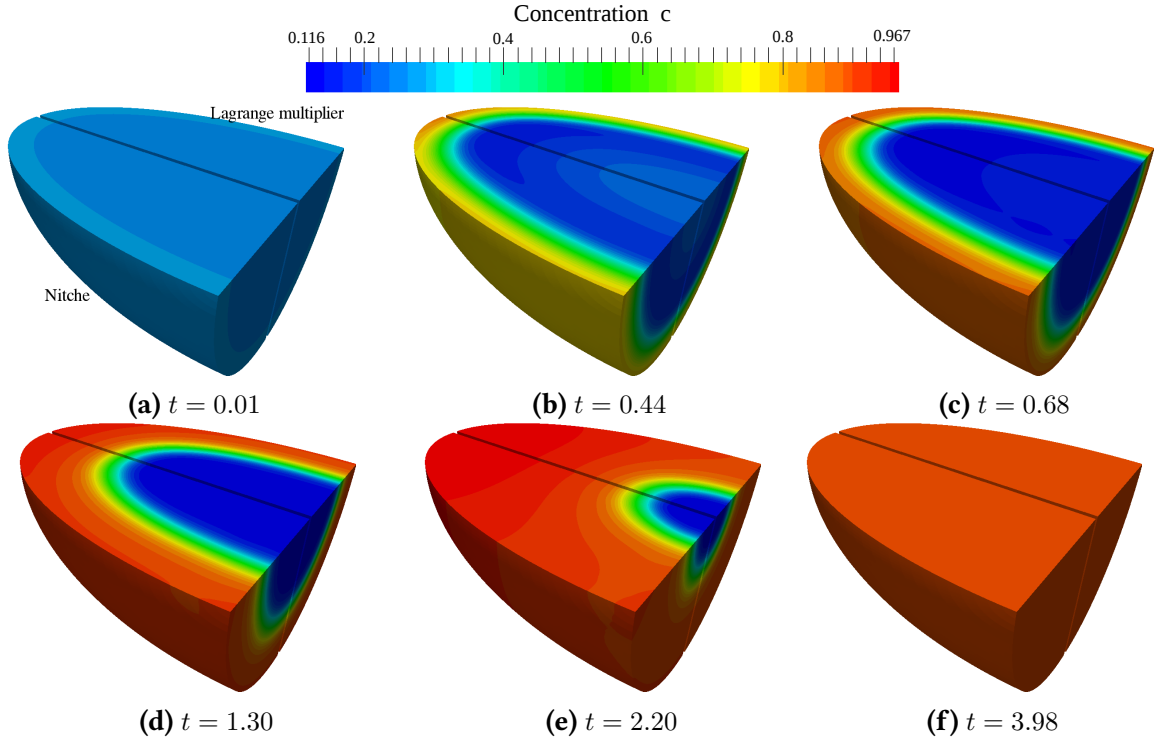 Concentration c
0.116 0.2 0.4 0.6 0.8 0.967
Lagrange multiplier
Nitche
(a) t = 0.01
(b) t = 0.44
(c) t = 0.68
(d) t = 1.30
(e) t = 2.20
(f) t = 3.98